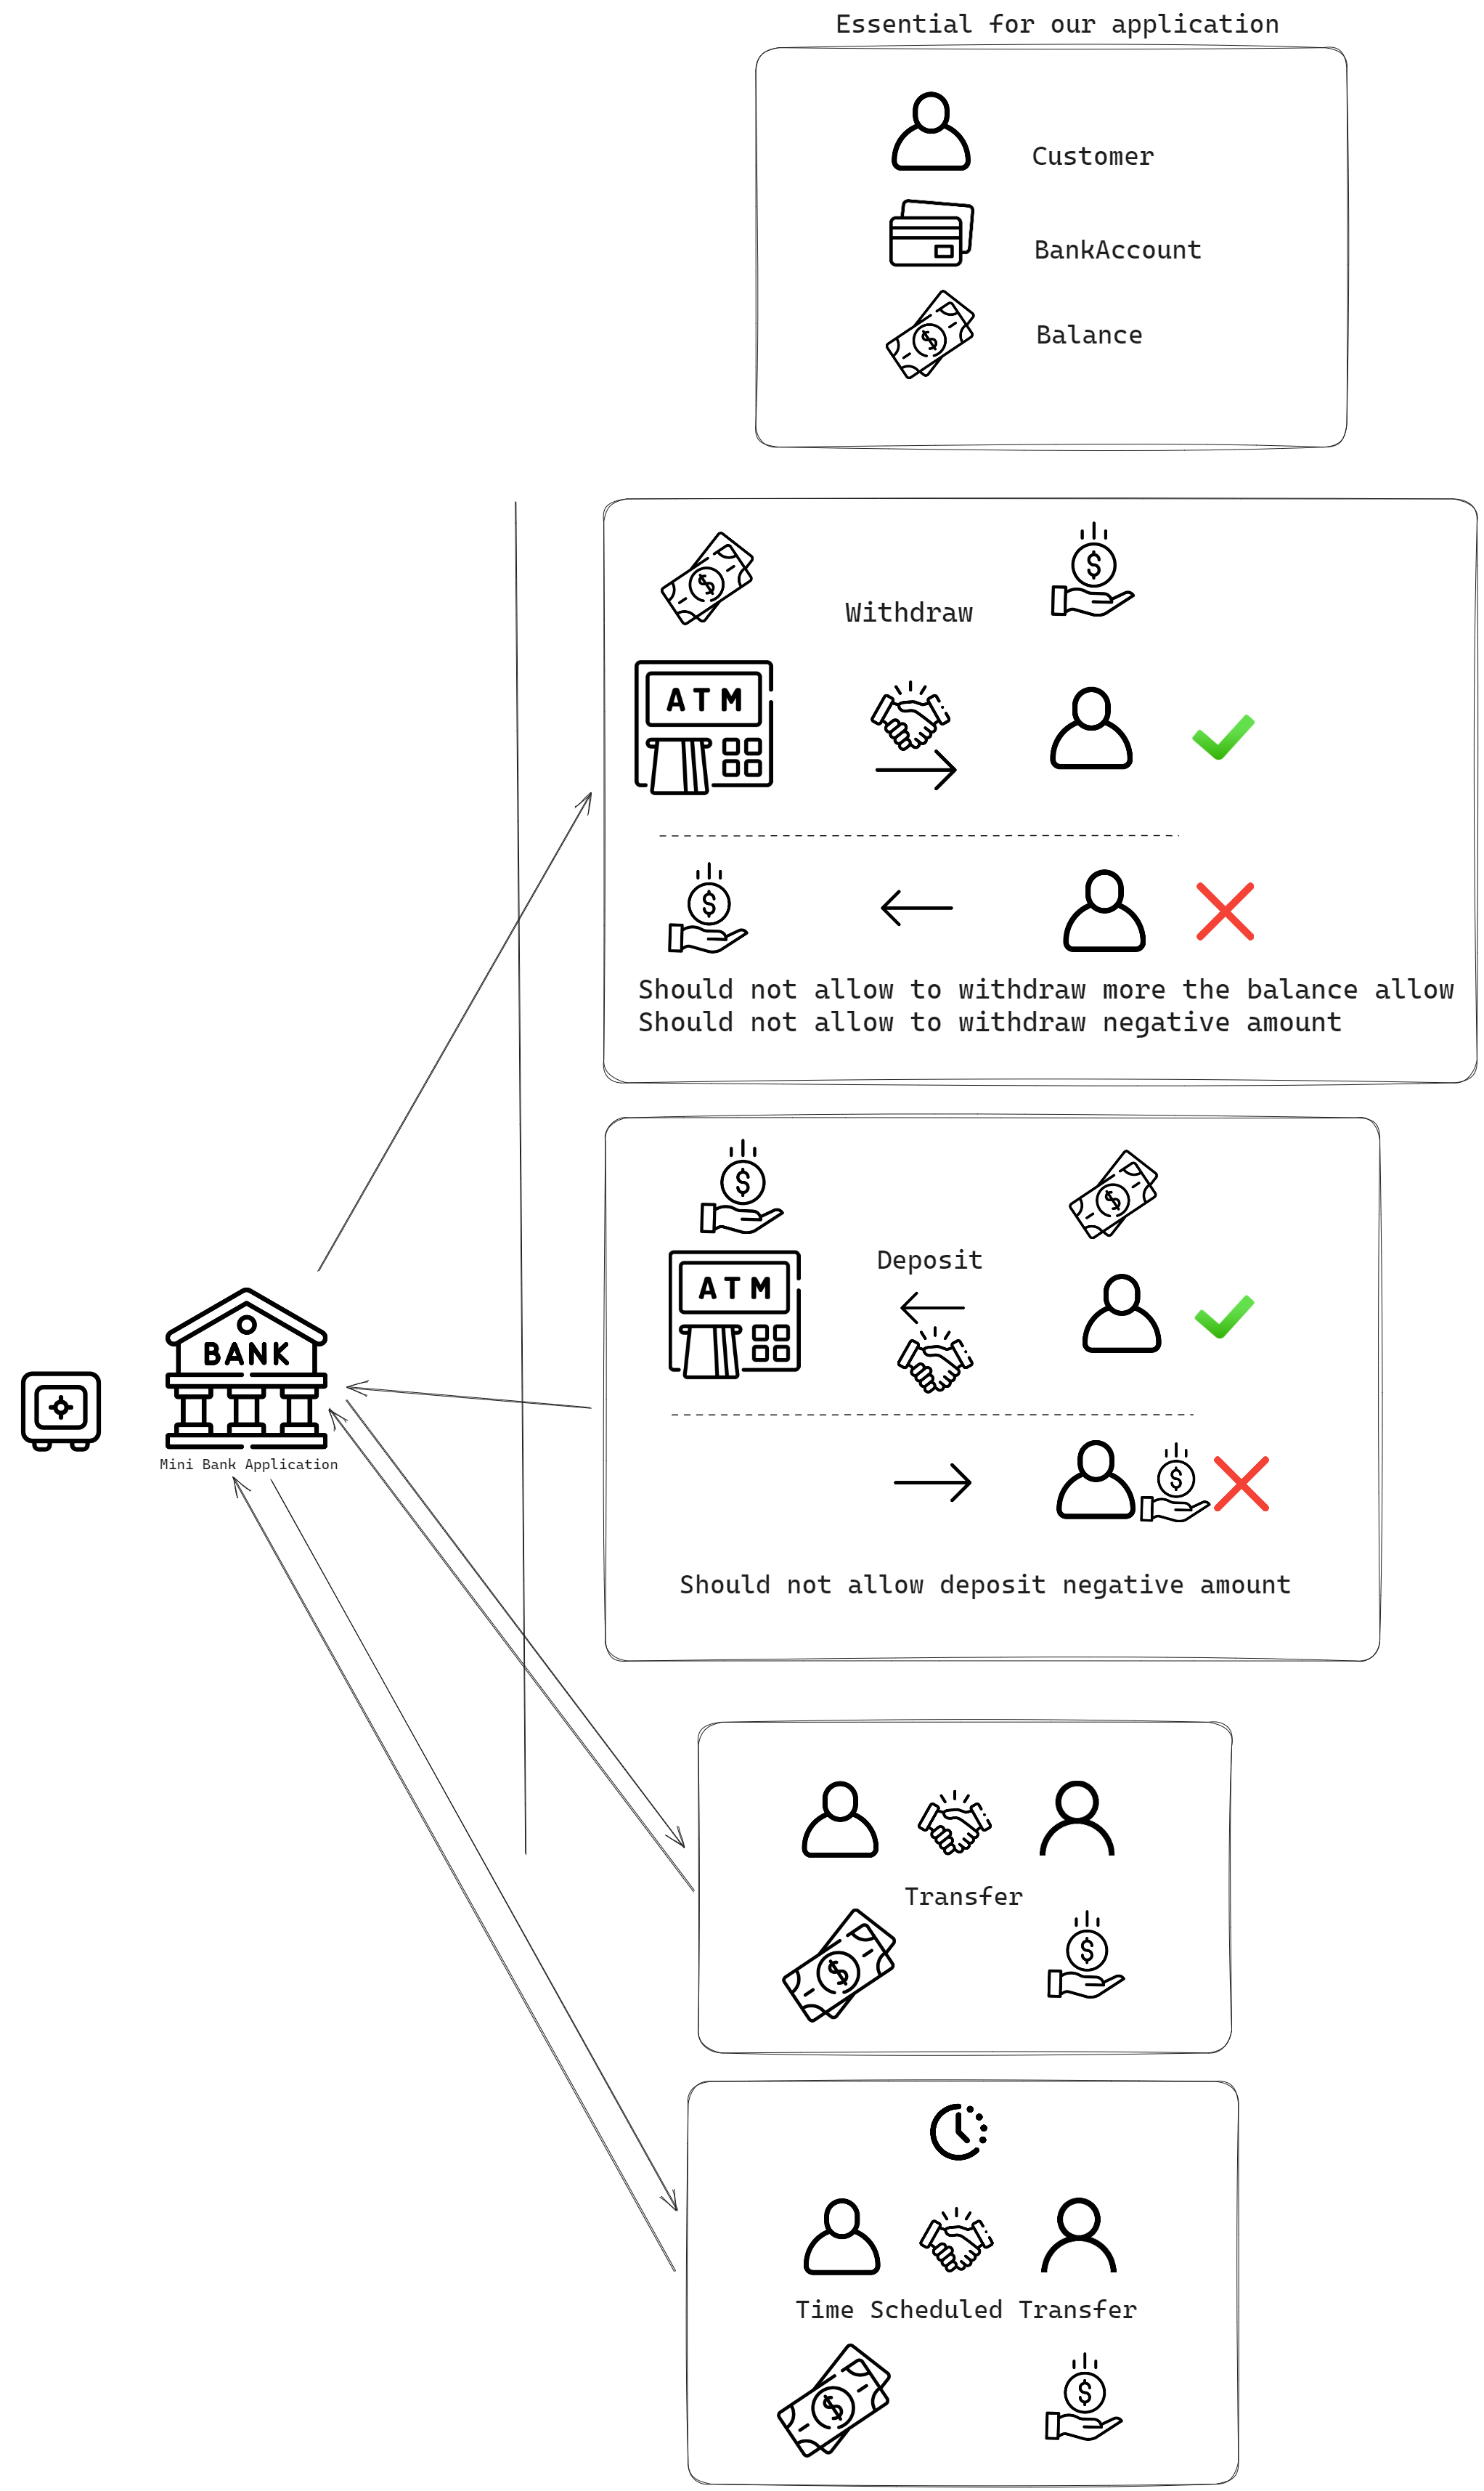 Essential for our application
Customer
BankAccount
Balance
Withdraw
ATM
Should not allow to withdraw more the balance allow
Should not allow to withdraw negative amount
Deposit
ATM
BANK
Mini Bank Application
Should not allow deposit negative amount
Transfer
Time Scheduled Transfer